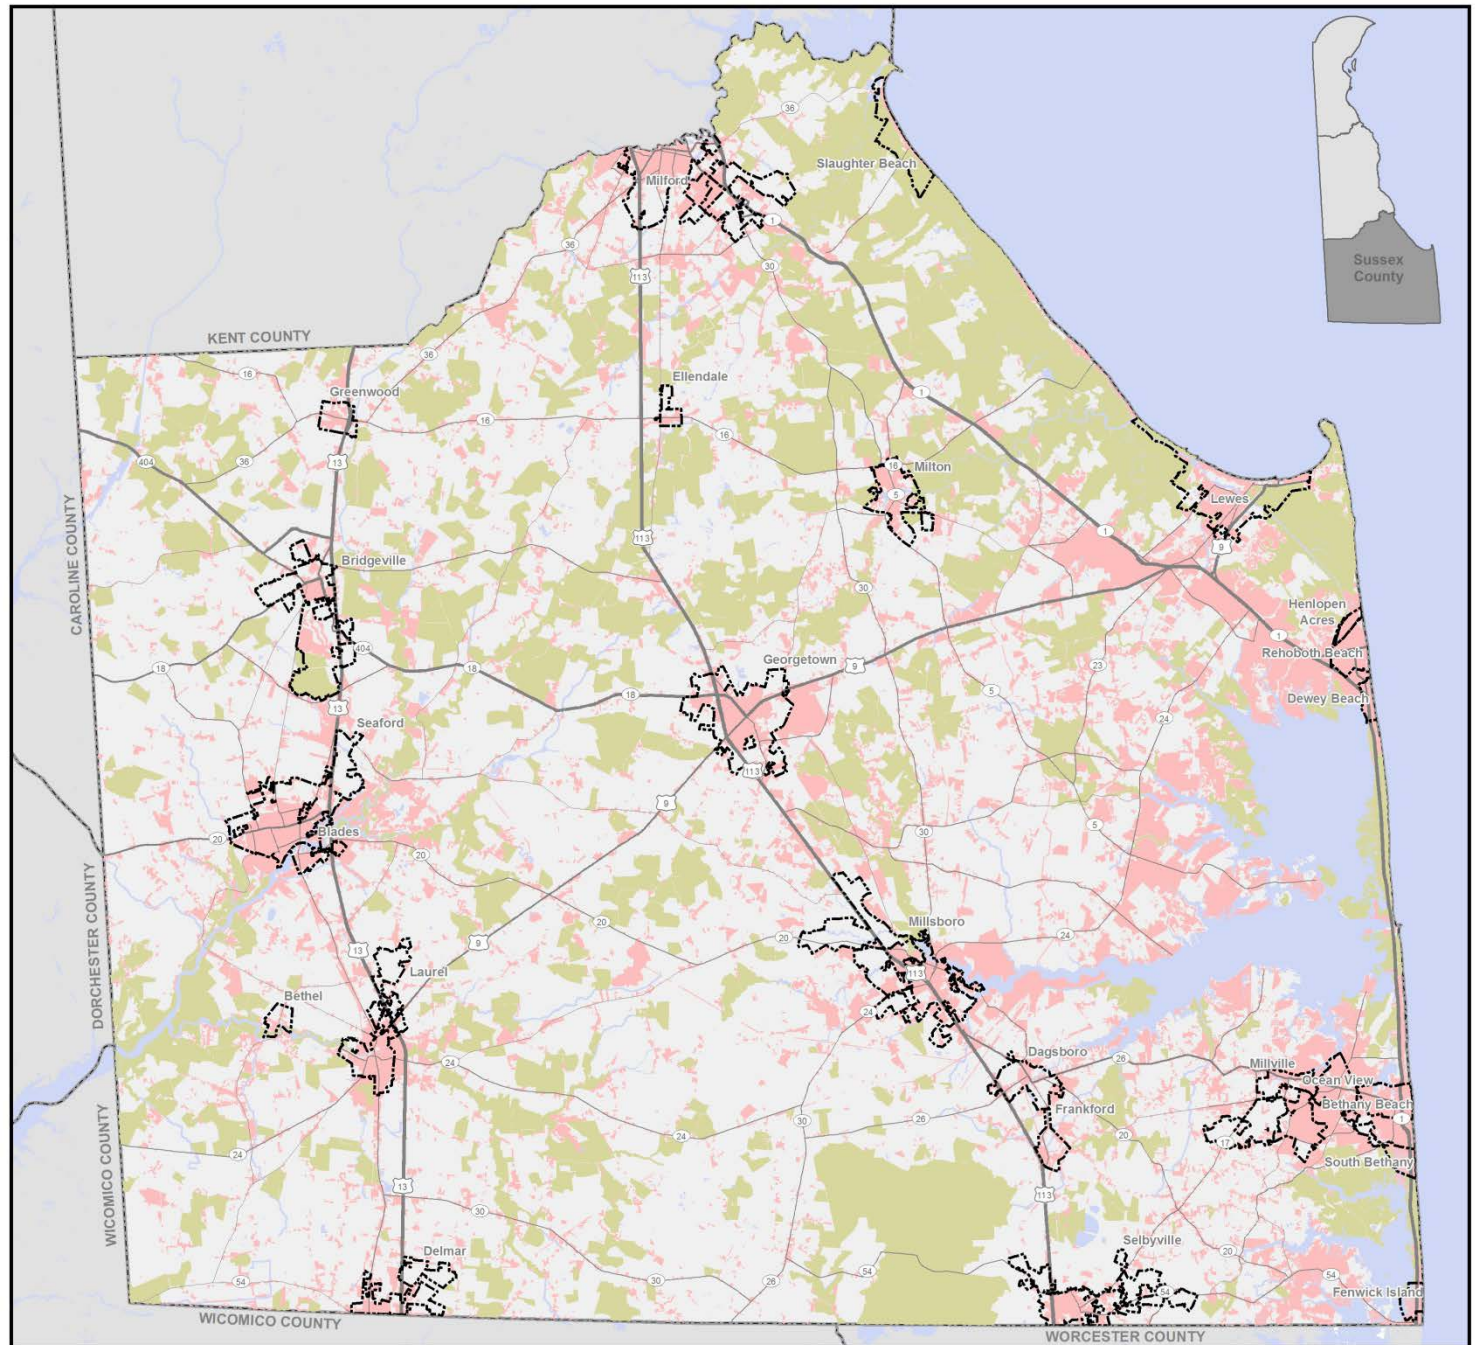 36
Slaughter Beach
Milford
1
36
30
Sussex
County
113
KENT COUNTY
36
16
Greenwood
Ellendale
1
16
16
404
36
13
16
Milton
5
Lewes
CAROLINE COUNTY
113
1
9
Bridgeville
30
Henlopen
Acres
1
404
Georgetown
Rehoboth Beach
18
18
9
23
18
5
Dewey Beach
13
24
Seaford
113
9
20
Blades
30
5
20
DORCHESTER COUNTY
20
Millsboro
13
9
20
24
Laurel
113
Bethel
24
Dagsboro
24
26
Millville
Ocean View
Frankford
Bethany Beach
30
26
1
24
24
20
17
WICOMICO COUNTY
South Bethany
13
113
30
Selbyville
Delmar
20
54
30
26
54
54
54
Fenwick Island
WICOMICO COUNTY
WORCESTER COUNTY